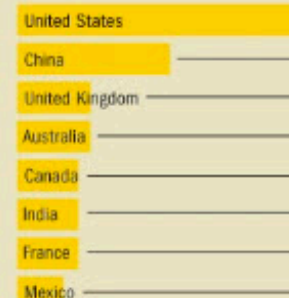 United States
China
United Kingdom
Australia
Canada
India
France
Mexico